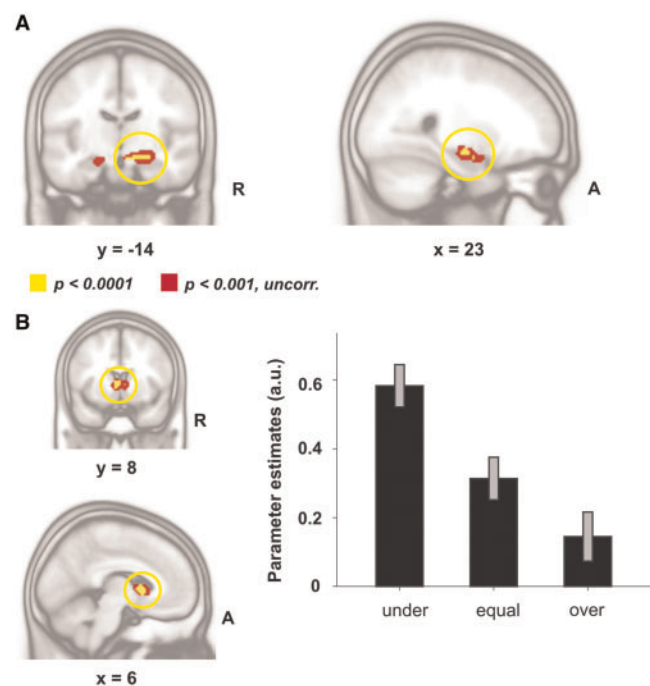 A
R
A
y = -14
x = 23
p < 0.0001
p < 0.001, uncorr.
B
R
y = 8
A
x = 6
Parameter estimates (a.u.)
0.6
0.4
0.2
0
under equal over